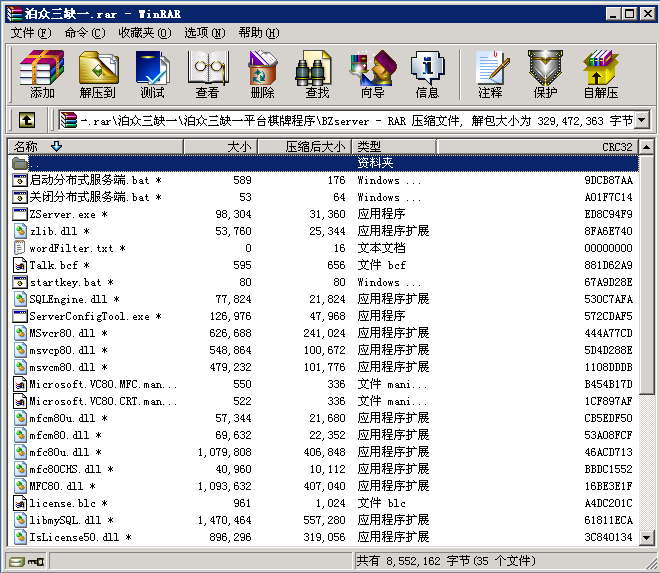 泊众三缺一.rar - WinRAR
文件(F) 命令(C) 收藏夹(O) 选项(N) 帮助(H)
添加 解压到 测试 查看 删除 查找 向导 信息 注释 保护 自解压
一.rar\泊众三缺一\泊众三缺一平台棋牌程序\BZserver - RAR 压缩文件, 解包大小为 329,472,363 字节
名称 大小 压缩后大小 类型 CRC32
资料夹
启动分布式服务端.bat * 589 176 Windows ... 9DCB87AA
关闭分布式服务端.bat * 53 64 Windows ... A01F7C14
ZServer.exe * 98,304 31,360 应用程序 ED8C94F9
zlib.dll * 53,760 25,344 应用程序扩展 8FA6E740
wordFilter.txt * 0 16 文本文档 00000000
Talk.bcf * 595 656 文件 bcf 881D62A9
startkey.bat * 80 80 Windows ... 67A9D28E
SQLEngine.dll * 77,824 21,824 应用程序扩展 530C7AFA
ServerConfigTool.exe * 126,976 47,968 应用程序 572CDAF5
MSvcr80.dll * 626,688 241,024 应用程序扩展 444A77CD
msvcp80.dll * 548,864 100,672 应用程序扩展 5D4D288E
msvcm80.dll * 479,232 101,776 应用程序扩展 1108DDDB
Microsoft.VC80.MFC.man... 550 336 文件 mani... B454B17D
Microsoft.VC80.CRT.man... 522 336 文件 mani... 1CF897AF
mfcm80u.dll * 57,344 21,680 应用程序扩展 CB5EDF50
mfcm80.dll * 69,632 22,352 应用程序扩展 53A08FCF
mfc80u.dll * 1,079,808 406,848 应用程序扩展 46ACD713
mfc80CHS.dll * 40,960 10,112 应用程序扩展 BBDC1552
MFC80.dll * 1,093,632 407,040 应用程序扩展 16BE3E1F
license.blc * 961 1,024 文件 blc A4DC201C
libmySQL.dll * 1,470,464 557,280 应用程序扩展 61811ECA
IsLicense50.dll * 896,296 319,056 应用程序扩展 3C840134
共有 8,552,162 字节(35 个文件)